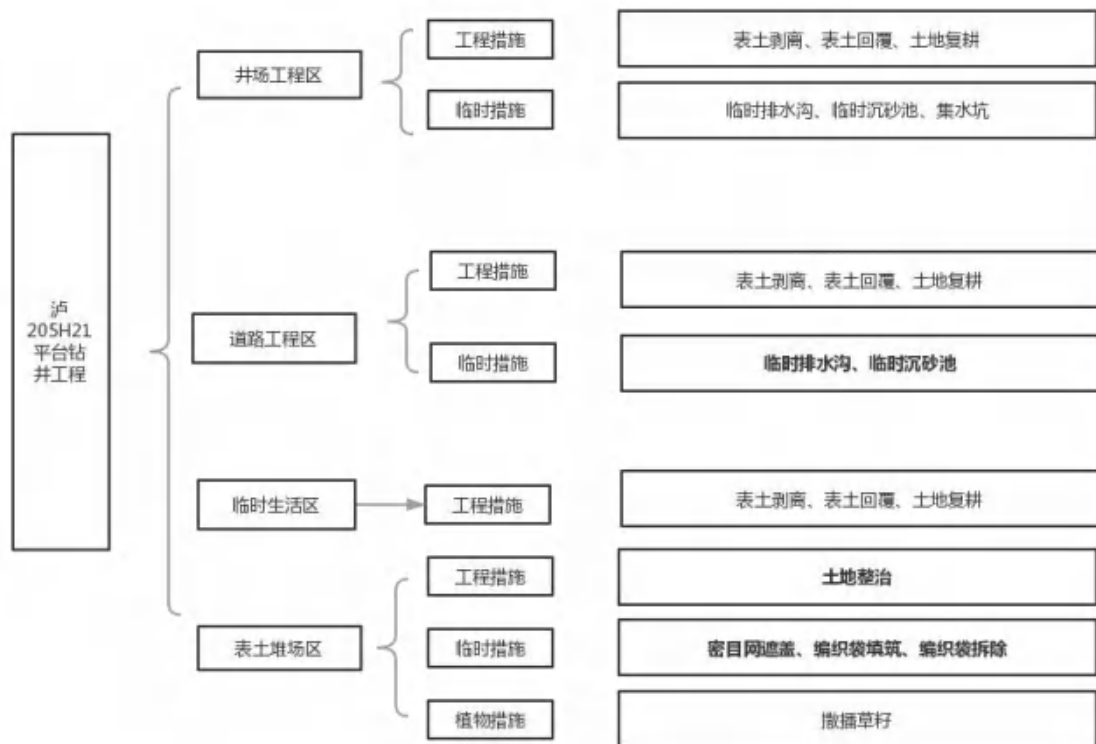 泸
205H21
平台钻
井工程
井场工程区
工程措施
表土剥离、表土回覆、土地复耕
临时措施
临时排水沟、临时沉砂池、集水坑
道路工程区
工程措施
表土剥离、表土回覆、土地复耕
临时措施
临时排水沟、临时沉砂池
临时生活区
工程措施
表土剥离、表土回覆、土地复耕
表土堆场区
工程措施
土地整治
临时措施
密目网遮盖、编织袋填筑、编织袋拆除
植物措施
撒播草籽